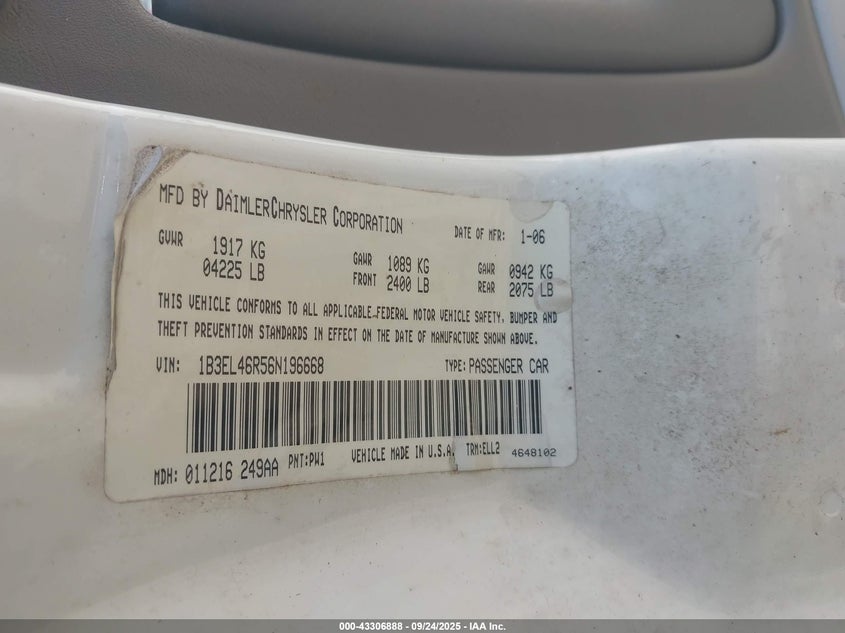 MFD BY DAIMLERCHRYSLER CORPORATION
DATE OF MFR: 1-06
GVWR 1917 KG
04225 LB
GAWR 1089 KG
FRONT 2400 LB
GAWR 0942 KG
REAR 2075 LB
THIS VEHICLE CONFORMS TO ALL APPLICABLE FEDERAL MOTOR VEHICLE SAFETY, BUMPER AND
THEFT PREVENTION STANDARDS IN EFFECT ON THE DATE OF MANUFACTURE SHOWN ABOVE.
VIN: 1B3EL46R56N196668 TYPE: PASSENGER CAR
MDH: 011216 249AA PNT:PW1 VEHICLE MADE IN U.S.A. TRM:ELL2 4648102
000-43306888 - 09/24/2025 - IAA Inc.